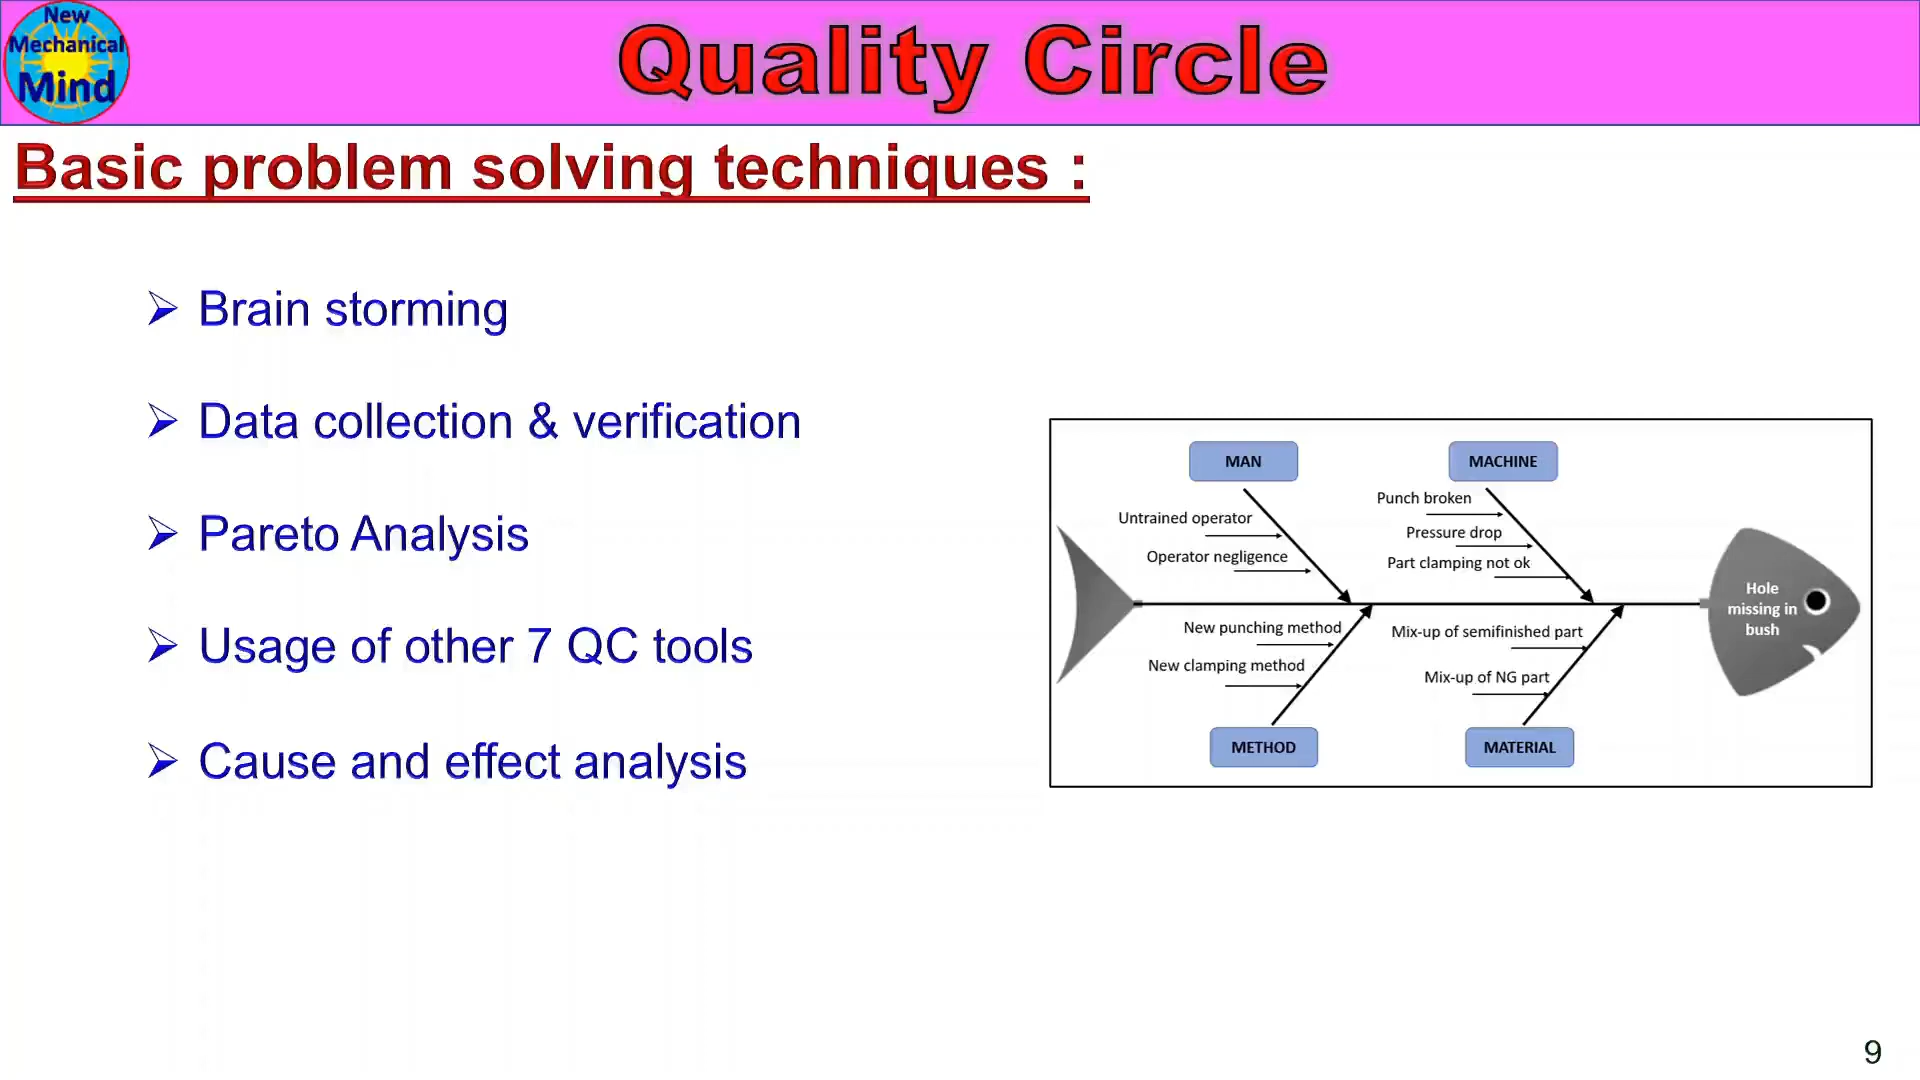 New
Mechanical
Mind
Quality Circle
Basic problem solving techniques :
Brain storming
Data collection & verification
Pareto Analysis
Usage of other 7 QC tools
Cause and effect analysis
MAN
MACHINE
Punch broken
Untrained operator
Pressure drop
Operator negligence
Part clamping not ok
Hole
missing in
bush
New punching method
Mix-up of semifinished part
New clamping method
Mix-up of NG part
METHOD
MATERIAL
9